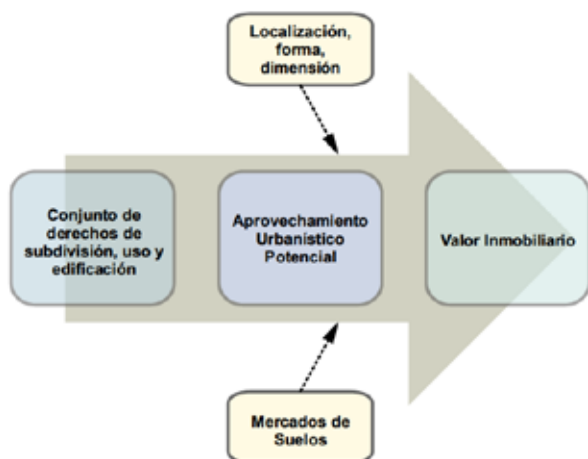 Localización,
forma,
dimensión
Conjunto de
derechos de
subdivisión, uso y
edificación
Aprovechamiento
Urbanístico
Potencial
Valor Inmobiliario
Mercados de
Suelos